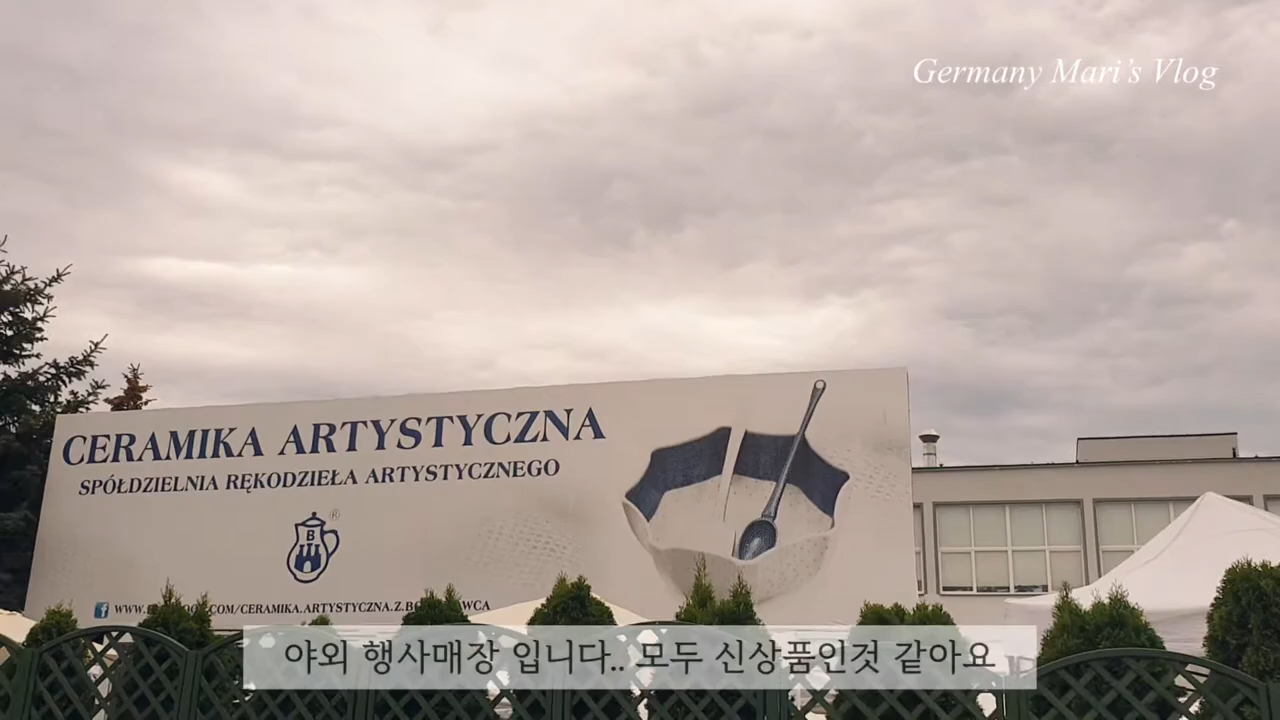 Germany Mari's Vlog
CERAMIKA ARTYSTYCZNA
SPÓŁDZIELNIA RĘKODZIEŁA ARTYSTYCZNEGO
®
B
야외 행사매장 입니다.. 모두 신상품인것 같아요